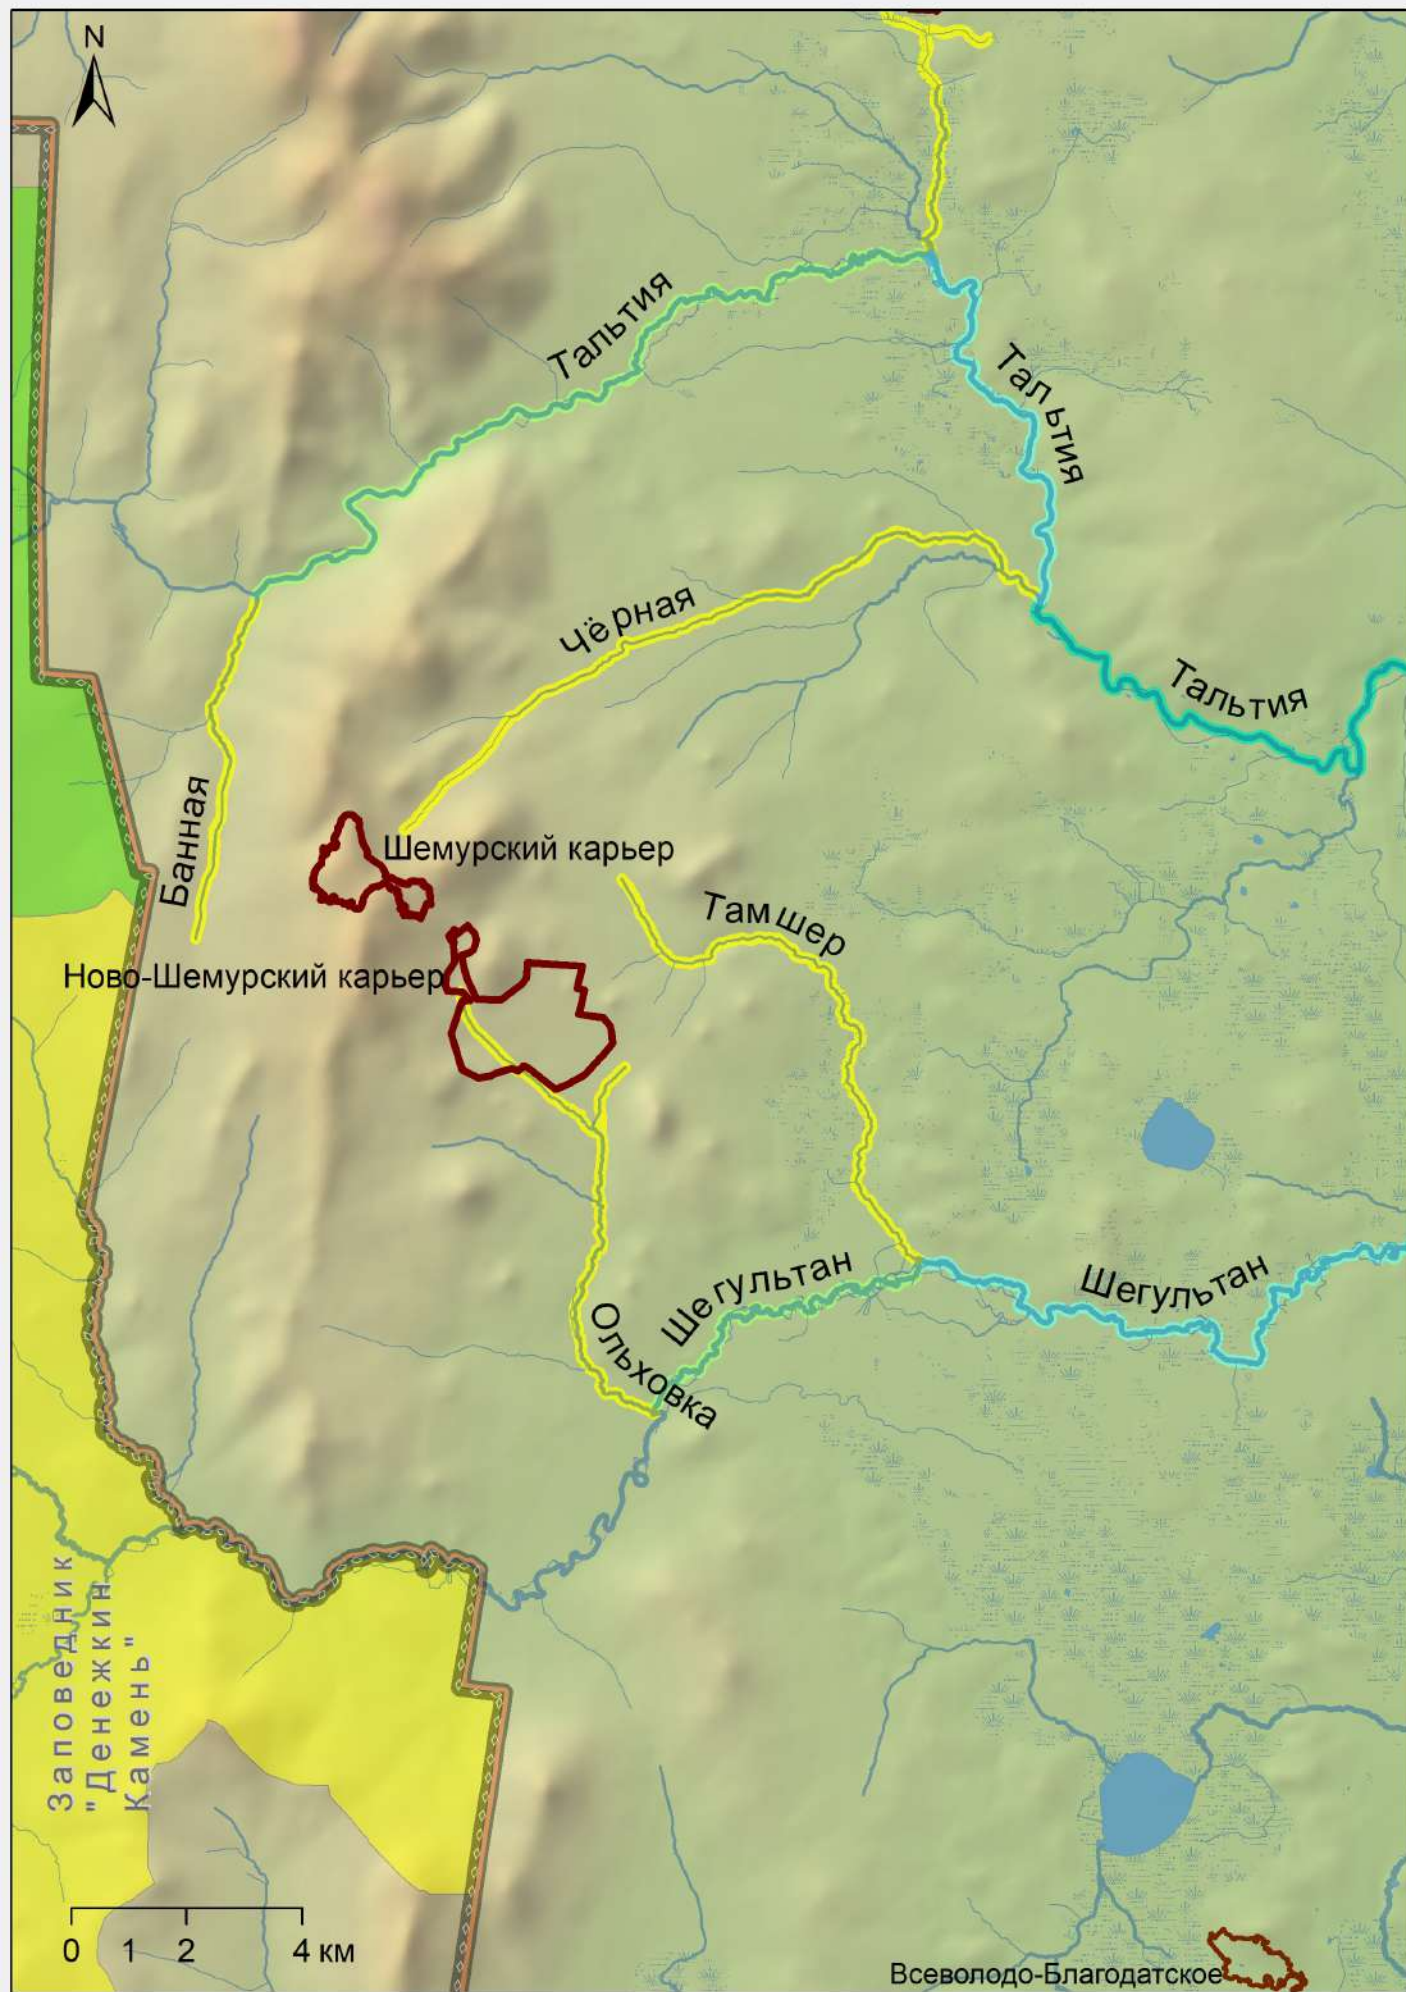 N
Тальтия
Тальтия
Чёрная
Тальтия
Банная
Шемурский карьер
Тамшер
Ново-Шемурский карьер
Шегультан
Шегультан
Ольховка
Заповедник
"Денежкин
Камень"
0 1 2 4 км
Всеволодо-Благодатское